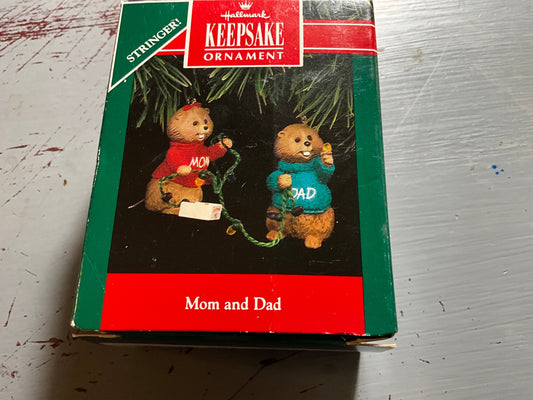 STRINGER!
Hallmark
KEEPSAKE
ORNAMENT
MOM
DAD
Mom and Dad